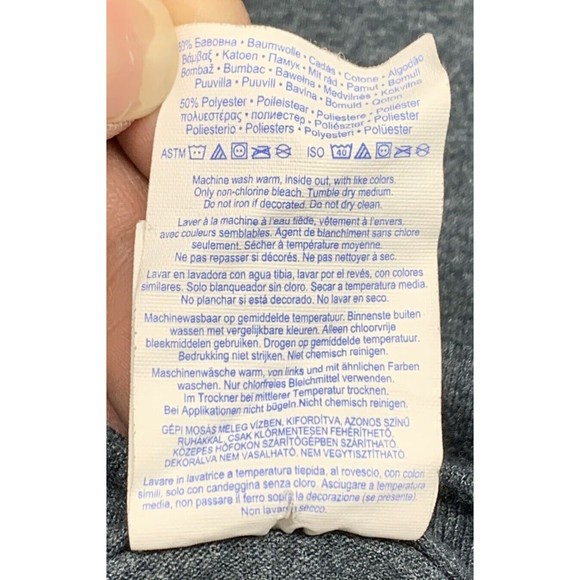 50% Бавовна • Baumwolle • Cadás • Cotone • Algodão
Βάμβαξ • Katoen • Памук • Mit rád • Pamut • Bomull
Bombaž • Bumbac • Bawełna • Medvilnės • Kokvilna
Puuvilla • Puuvill • Bavlna • Bomuld • Qoton
50% Polyester • Poileistear • Poliestere • Poliéster
πολυεστέρας • полиестер • Poliészter • Poliester
Poliesterio • Poliesters • Polyesteri • Polüester
ASTM ISO 40
Machine wash warm, inside out, with like colors.
Only non-chlorine bleach. Tumble dry medium.
Do not iron if decorated. Do not dry clean.
Laver à la machine à l'eau tiède, vêtement à l'envers,
avec couleurs semblables. Agent de blanchiment sans chlore
seulement. Sécher à température moyenne.
Ne pas repasser si décorés. Ne pas nettoyer à sec.
Lavar en lavadora con agua tibia, lavar por el revés, con colores
similares. Solo blanqueador sin cloro. Secar a temperatura media.
No planchar si está decorado. No lavar en seco.
Machinewasbaar op gemiddelde temperatuur. Binnenste buiten
wassen met vergelijkbare kleuren. Alleen chloorvrije
bleekmiddelen gebruiken. Drogen op gemiddelde temperatuur.
Bedrukking niet strijken. Niet chemisch reinigen.
Maschinenwäsche warm, von links und mit ähnlichen Farben
waschen. Nur chlorfreies Bleichmittel verwenden.
Im Trockner bei mittlerer Temperatur trocknen.
Bei Applikationen nicht bügeln. Nicht chemisch reinigen.
GÉPI MOSÁS MELEG VÍZBEN, KIFORDÍTVA, AZONOS SZÍNŰ
RUHÁKKAL, CSAK KLÓRMENTESEN FEHÉRÍTHETŐ,
KÖZEPES HŐFOKON SZÁRÍTÓGÉPBEN SZÁRÍTHATÓ.
DEKORÁLVA NEM VASALHATÓ. NEM VEGYTISZTÍTHATÓ.
Lavare in lavatrice a temperatura tiepida, al rovescio, con colori
simili, solo con candeggina senza cloro. Asciugare a temperatura
media, non passare il ferro sopra la decorazione (se presente).
Non lavare a secco.